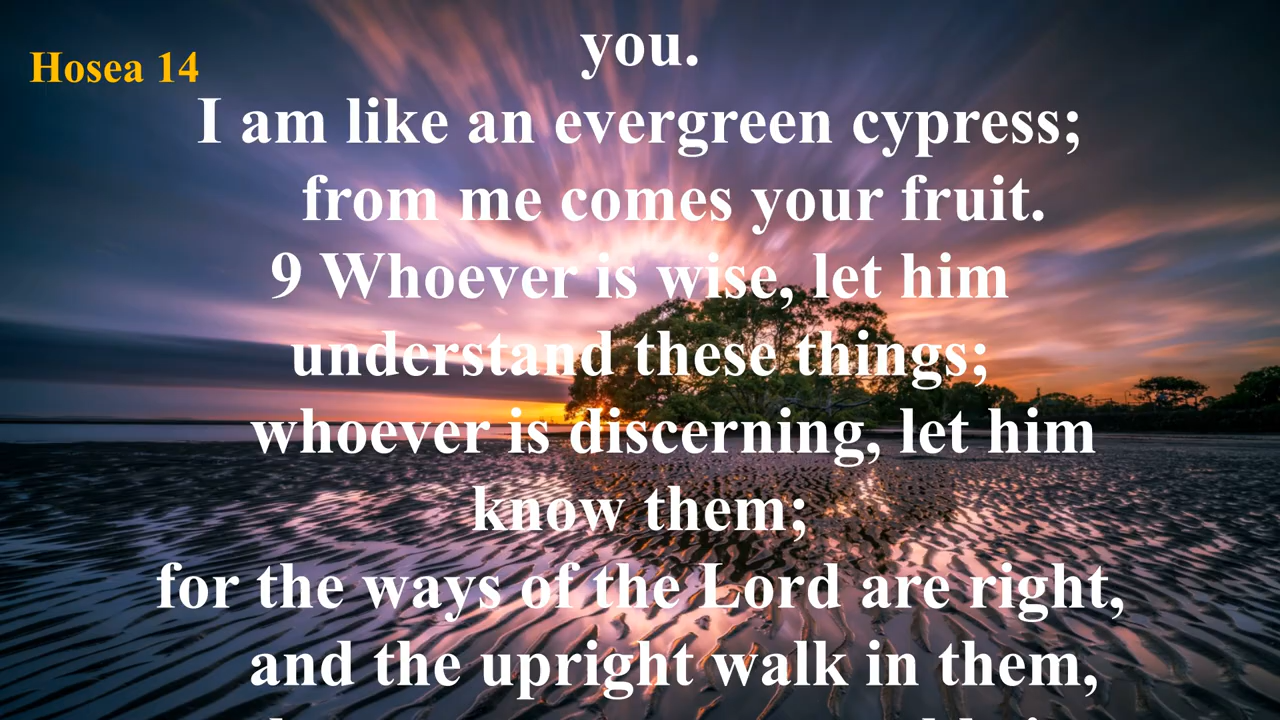 you.
Hosea 14
I am like an evergreen cypress;
from me comes your fruit.
9 Whoever is wise, let him
understand these things;
whoever is discerning, let him
know them;
for the ways of the Lord are right,
and the upright walk in them,